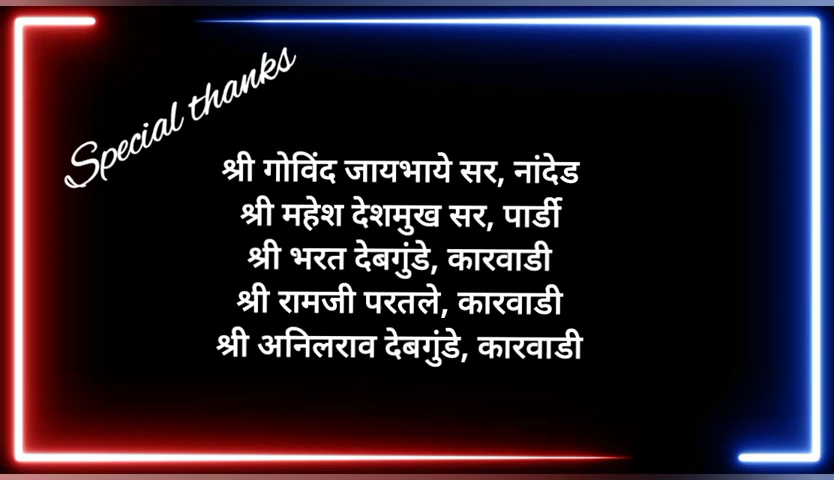 Special thanks
श्री गोविंद जायभाये सर, नांदेड
श्री महेश देशमुख सर, पार्डी
श्री भरत देबगुंडे, कारवाडी
श्री रामजी परतले, कारवाडी
श्री अनिलराव देबगुंडे, कारवाडी